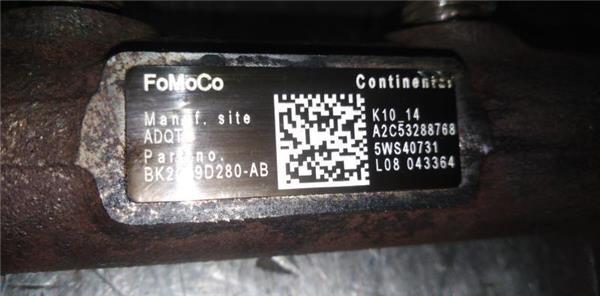 FoMoCo
Continental
Manuf. site
Part no.
K10_14
A2C53288768
5WS40731
L08 043364